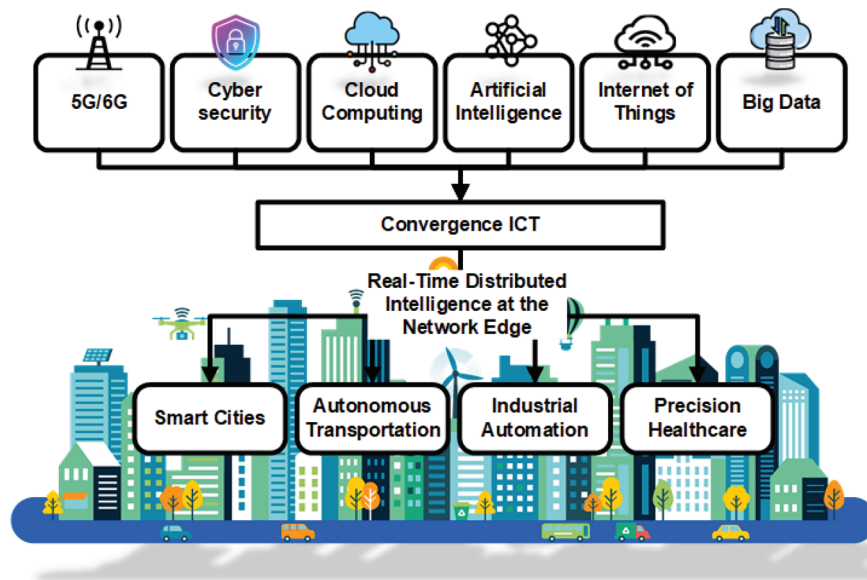 5G/6G
Cyber
security
Cloud
Computing
Artificial
Intelligence
Internet of
Things
Big Data
Convergence ICT
Real-Time Distributed
Intelligence at the
Network Edge
Smart Cities
Autonomous
Transportation
Industrial
Automation
Precision
Healthcare